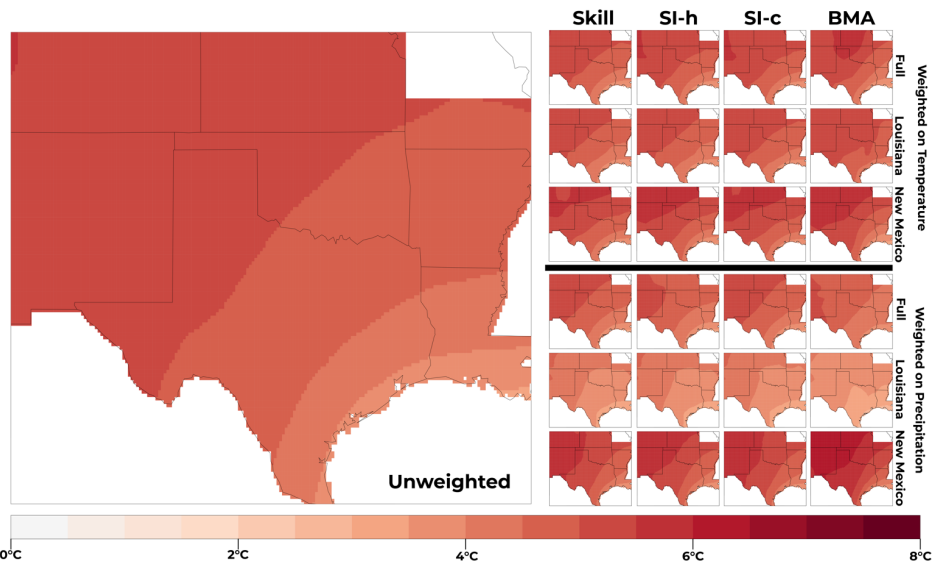 Skill SI-h SI-c BMA
Full
Louisiana
New Mexico
Weighted on Temperature
Full
Louisiana
New Mexico
Weighted on Precipitation
Unweighted
0°C 2°C 4°C 6°C 8°C